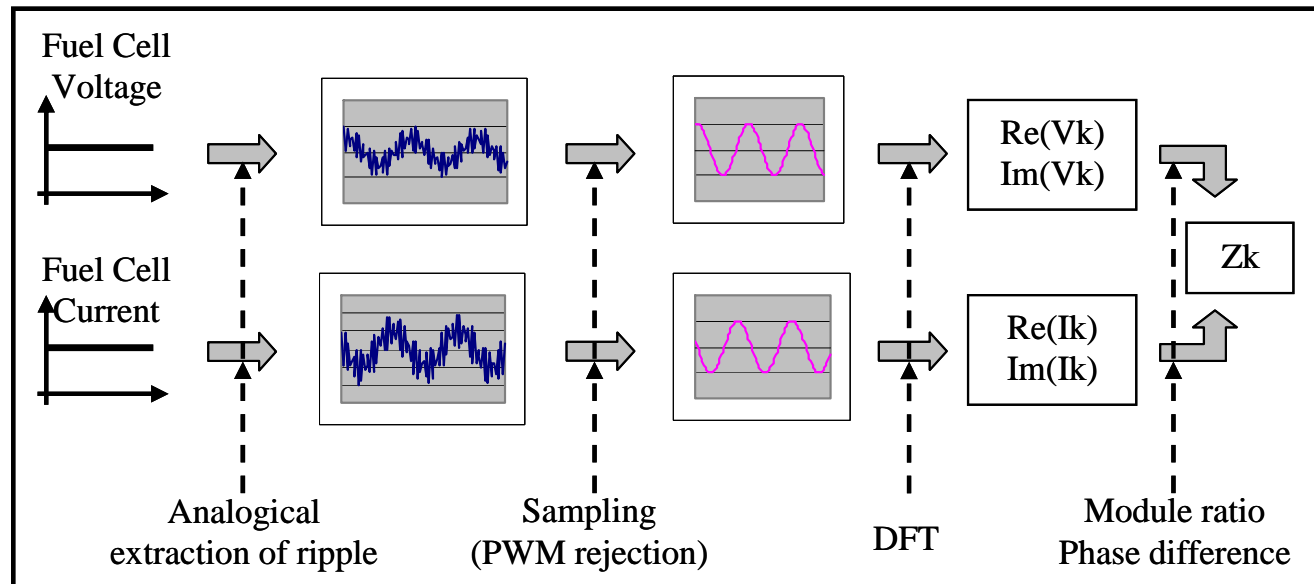 Fuel Cell
Voltage
Re(Vk)
Im(Vk)
Zk
Fuel Cell
Current
Re(Ik)
Im(Ik)
Analogical
extraction of ripple
Sampling
(PWM rejection)
DFT
Module ratio
Phase difference